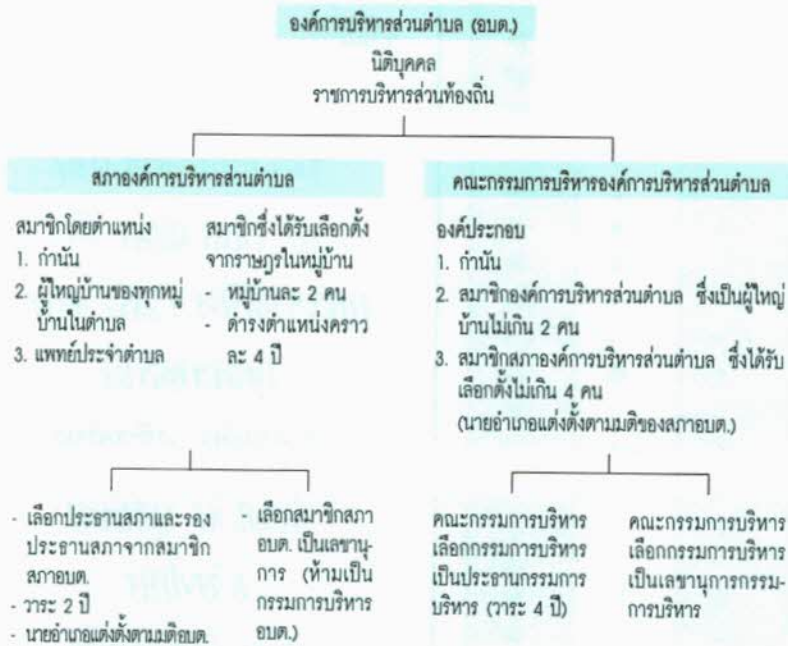 องค์การบริหารส่วนตำบล (อบต.)
นิติบุคคล
ราชการบริหารส่วนท้องถิ่น
สภาองค์การบริหารส่วนตำบล
สมาชิกโดยตำแหน่ง
1. กำนัน
2. ผู้ใหญ่บ้านของทุกหมู่
บ้านในตำบล
3. แพทย์ประจำตำบล
สมาชิกซึ่งได้รับเลือกตั้ง
จากราษฎรในหมู่บ้าน
- หมู่บ้านละ 2 คน
- ดำรงตำแหน่งคราว
ละ 4 ปี
- เลือกประธานสภาและรอง
ประธานสภาจากสมาชิก
สภาอบต.
- วาระ 2 ปี
- นายอำเภอแต่งตั้งตามมติอบต.
- เลือกสมาชิกสภา
อบต. เป็นเลขานุ-
การ (ห้ามเป็น
กรรมการบริหาร
อบต.)
คณะกรรมการบริหารองค์การบริหารส่วนตำบล
องค์ประกอบ
1. กำนัน
2. สมาชิกองค์การบริหารส่วนตำบล ซึ่งเป็นผู้ใหญ่
บ้านไม่เกิน 2 คน
3. สมาชิกสภาองค์การบริหารส่วนตำบล ซึ่งได้รับ
เลือกตั้งไม่เกิน 4 คน
(นายอำเภอแต่งตั้งตามมติของสภาอบต.)
คณะกรรมการบริหาร
เลือกกรรมการบริหาร
เป็นประธานกรรมการ
บริหาร (วาระ 4 ปี)
คณะกรรมการบริหาร
เลือกกรรมการบริหาร
เป็นเลขานุการกรรม-
การบริหาร